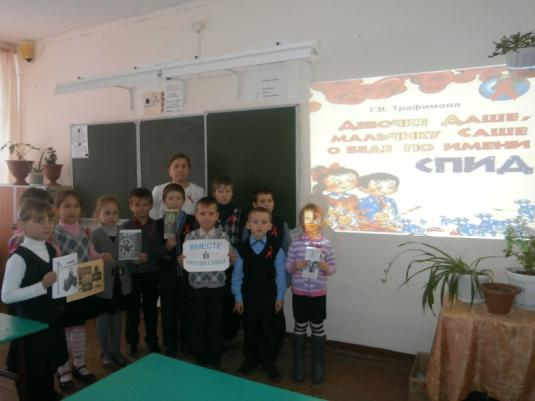 Г.В. Трафимова
Девочке Даше,
мальчику Саше
о беде по имени
СПИД
ВМЕСТЕ
ПРОТИВ СПИДА